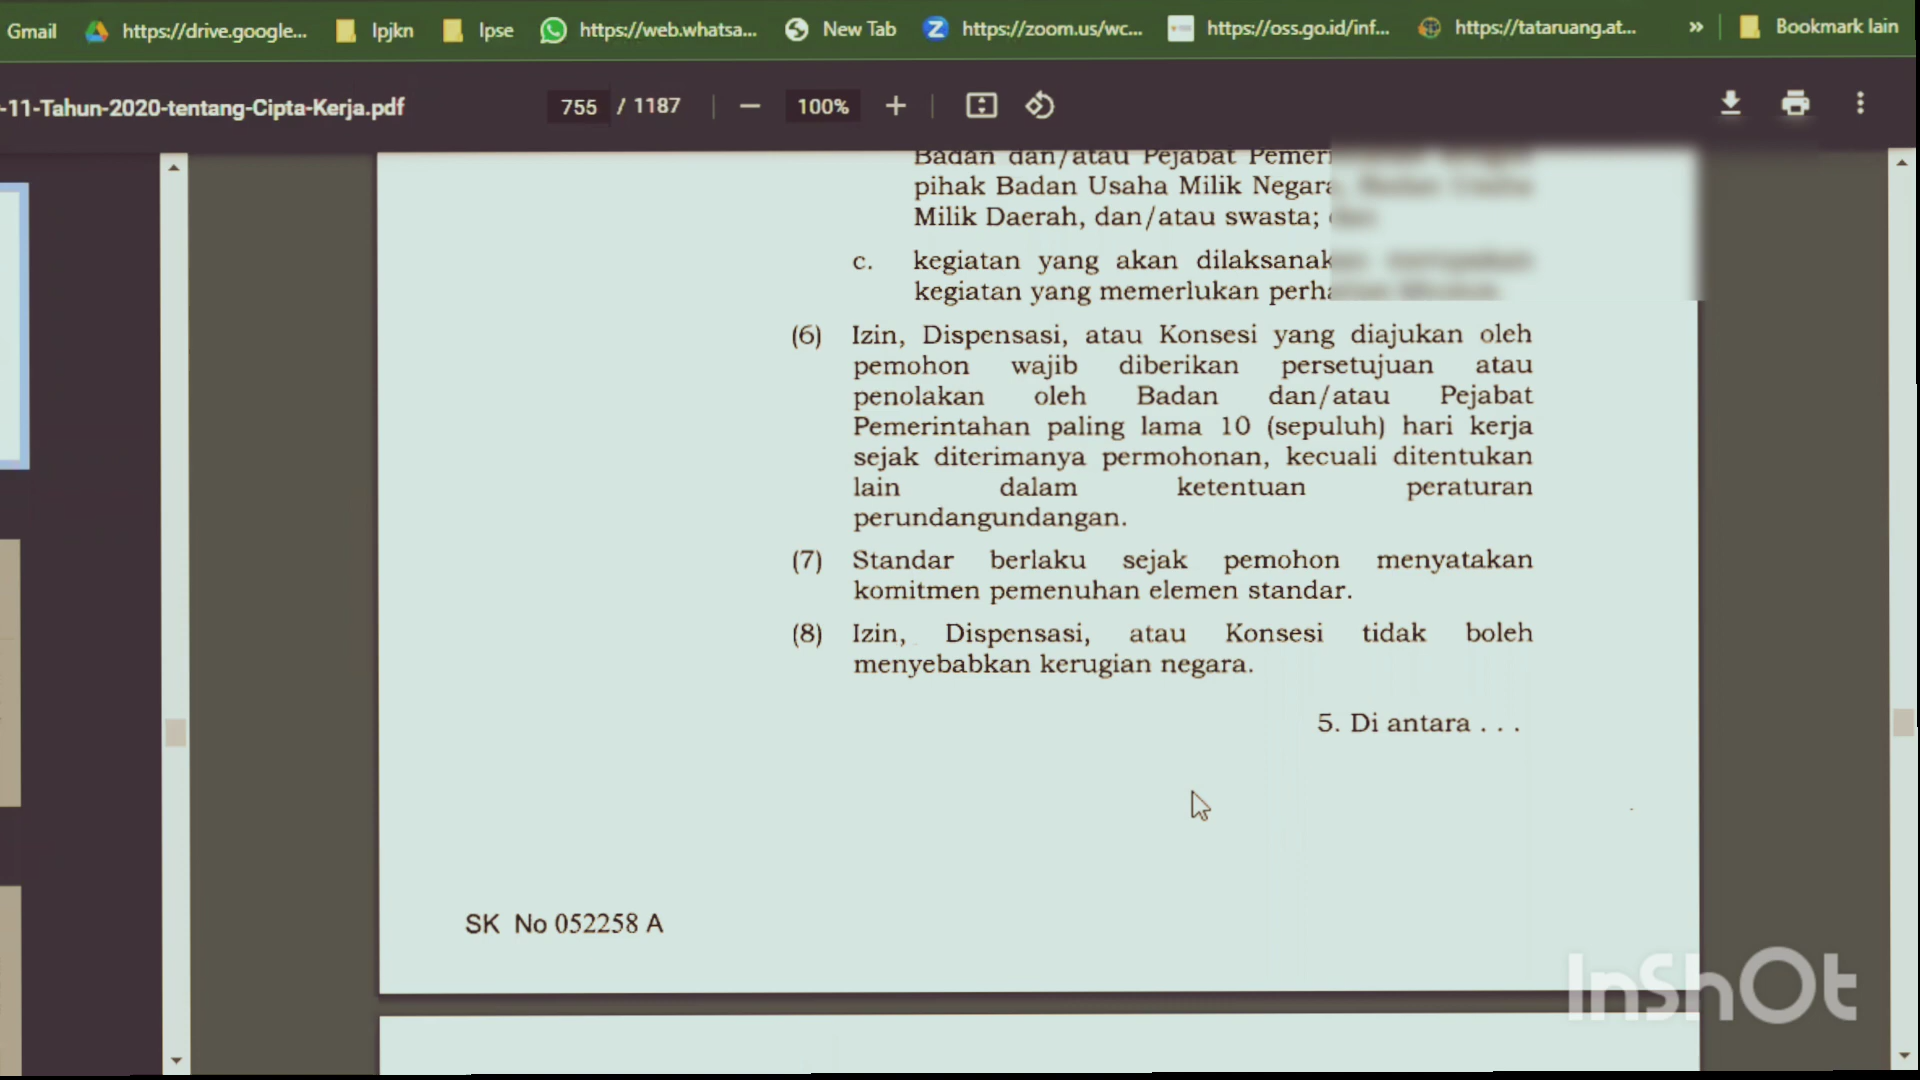 Gmail https://drive.google... lpjkn lpse https://web.whatsa... New Tab https://zoom.us/wc... https://oss.go.id/inf... https://tataruang.at... » Bookmark lain
-11-Tahun-2020-tentang-Cipta-Kerja.pdf 755 / 1187 — 100% +
Badan dan/atau Pejabat
pihak Badan Usaha Milik Negara
Milik Daerah, dan/atau swasta;
c. kegiatan yang akan
kegiatan yang memerlukan
(6) Izin, Dispensasi, atau Konsesi yang diajukan oleh
pemohon wajib diberikan persetujuan atau
penolakan oleh Badan dan/atau Pejabat
Pemerintahan paling lama 10 (sepuluh) hari kerja
sejak diterimanya permohonan, kecuali ditentukan
lain dalam ketentuan peraturan
perundangundangan.
(7) Standar berlaku sejak pemohon menyatakan
komitmen pemenuhan elemen standar.
(8) Izin, Dispensasi, atau Konsesi tidak boleh
menyebabkan kerugian negara.
5. Di antara . . .
SK No 052258 A
InShOt